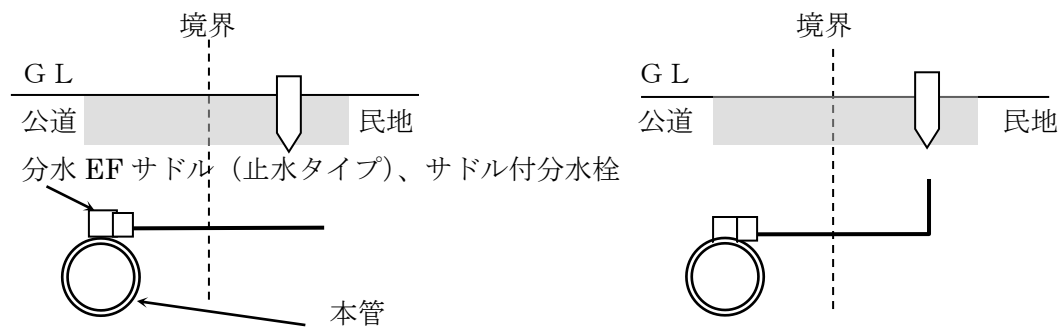 境界
境界
ＧＬ
ＧＬ
公道
民地
公道
民地
分水 EF サドル（止水タイプ）、サドル付分水栓
本管